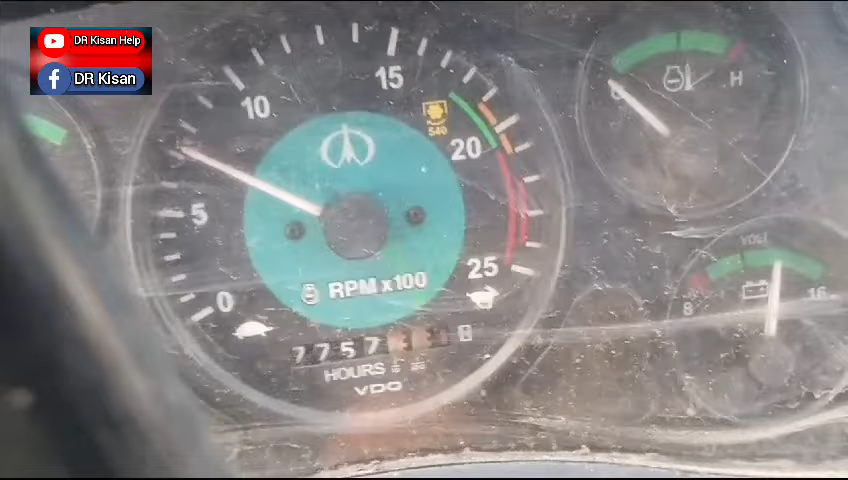 DR Kisan Help
DR Kisan
15
10
540
20
H
5
VOLT
25
RPM x100
0
8
16
7757
HOURS
VDO